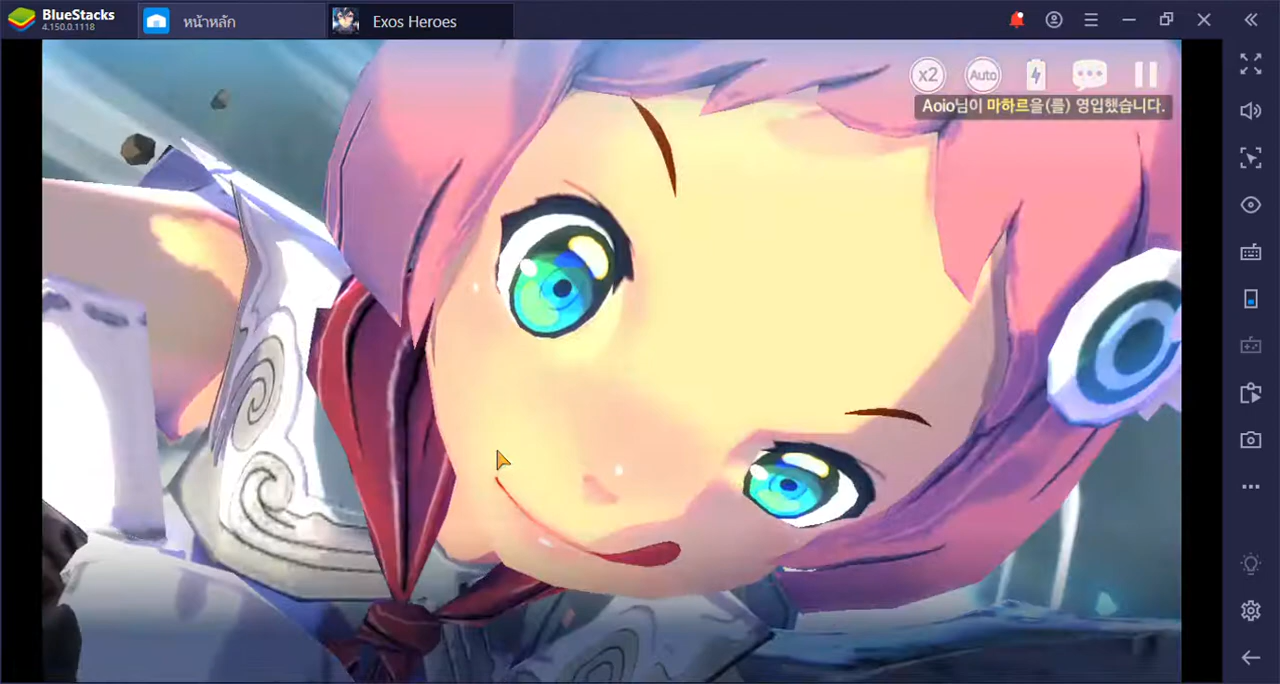 BlueStacks
4.150.0.1118
หน้าหลัก
Exos Heroes
x2
Auto
Aoio님이 마하르을(를) 영입했습니다.